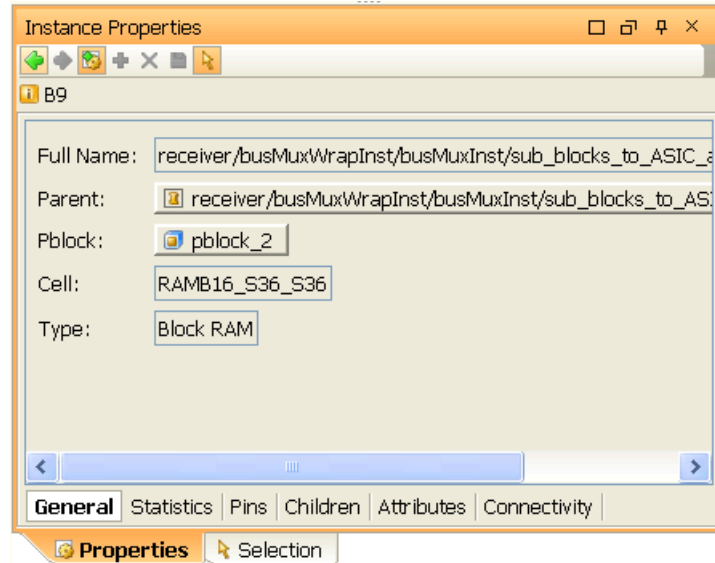 Instance Properties
B9
Full Name: receiver/busMuxWrapInst/busMuxInst/sub_blocks_to_ASIC_a
Parent: receiver/busMuxWrapInst/busMuxInst/sub_blocks_to_AS
Pblock: pblock_2
Cell: RAMB16_S36_S36
Type: Block RAM
General Statistics Pins Children Attributes Connectivity
Properties Selection